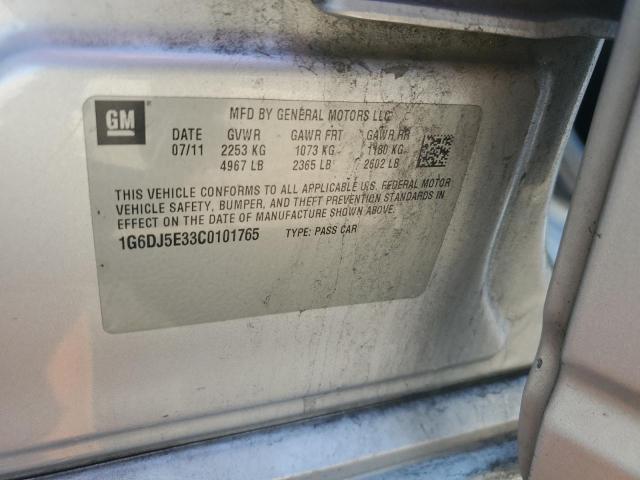 GM
MFD BY GENERAL MOTORS LLC
DATE GVWR GAWR FRT GAWR RR
07/11 2253 KG 1073 KG 1180 KG
4967 LB 2365 LB 2602 LB
THIS VEHICLE CONFORMS TO ALL APPLICABLE U.S. FEDERAL MOTOR
VEHICLE SAFETY, BUMPER, AND THEFT PREVENTION STANDARDS IN
EFFECT ON THE DATE OF MANUFACTURE SHOWN ABOVE.
1G6DJ5E33C0101765 TYPE: PASS CAR